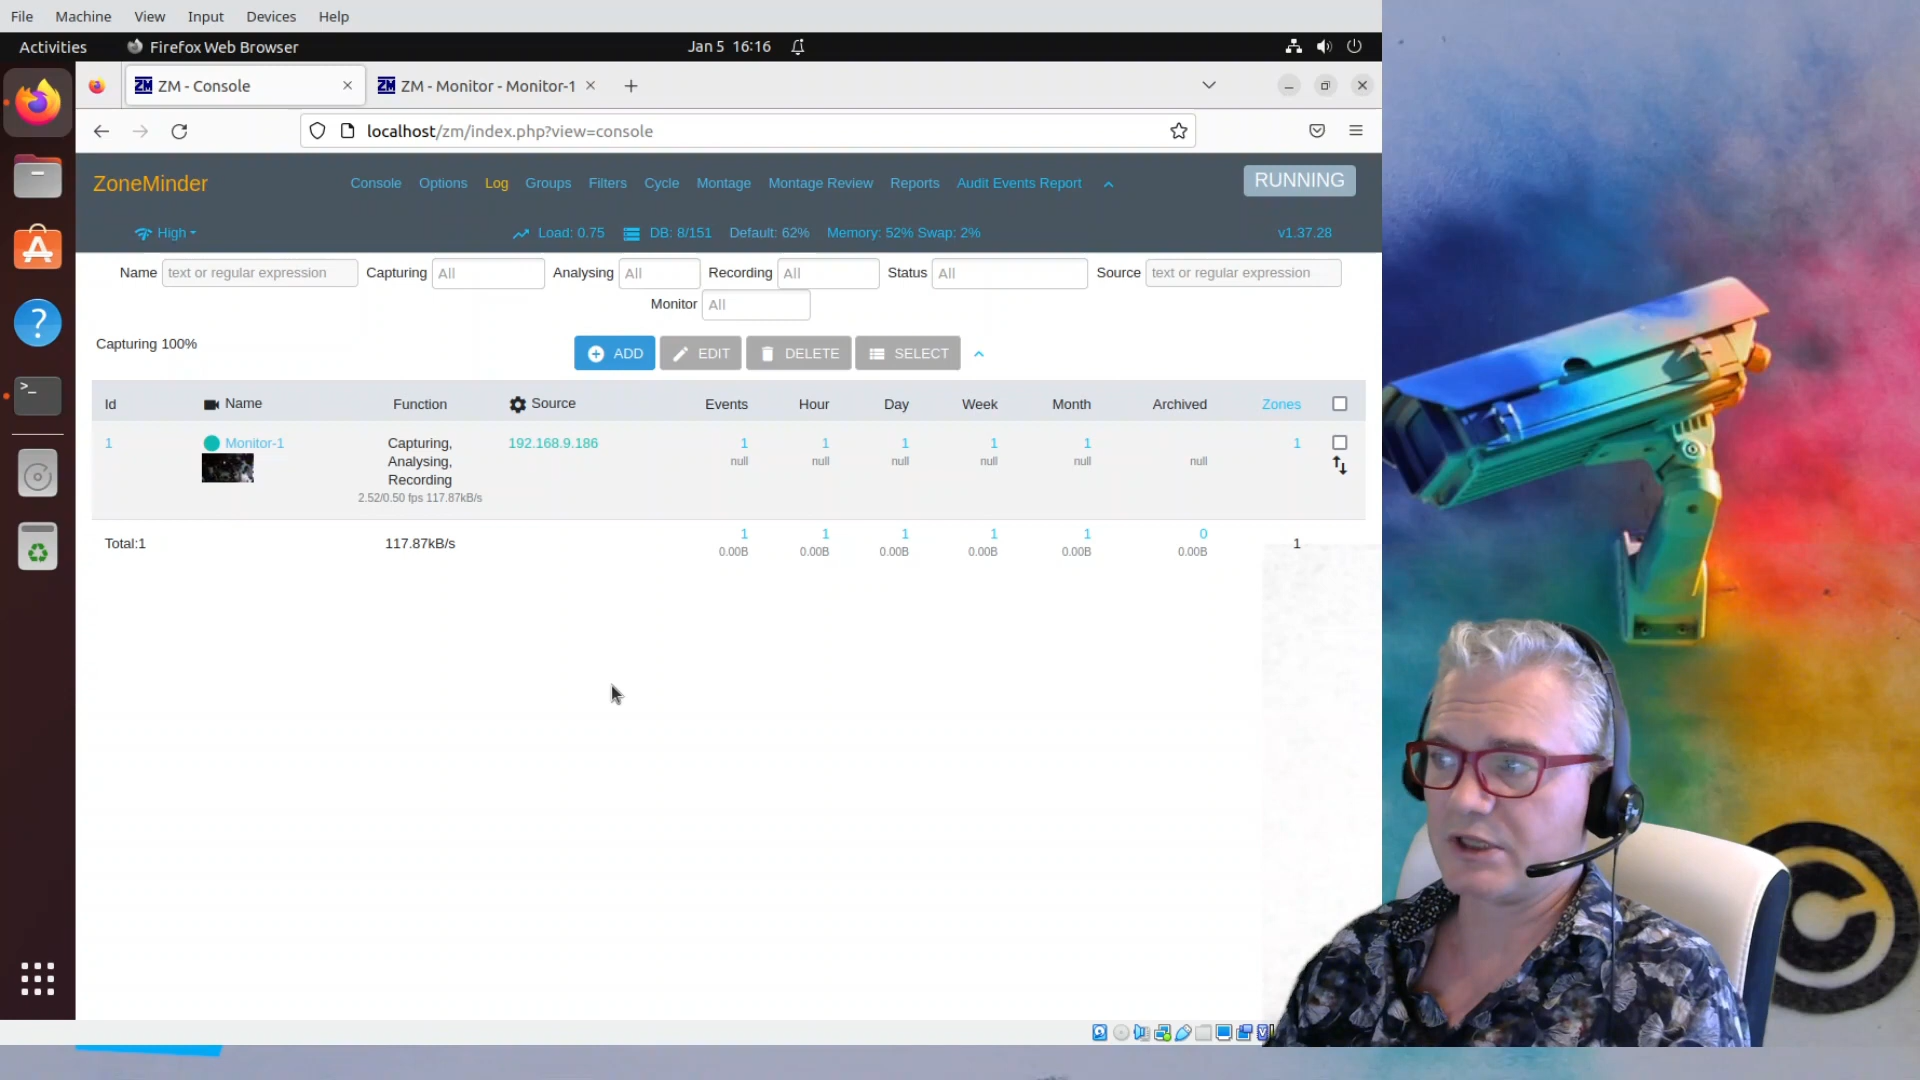 File Machine View Input Devices Help
Activities Firefox Web Browser Jan 5 16:16
ZM - Console ZM - Monitor - Monitor-1
localhost/zm/index.php?view=console
ZoneMinder Console Options Log Groups Filters Cycle Montage Montage Review Reports Audit Events Report RUNNING
High Load: 0.75 DB: 8/151 Default: 62% Memory: 52% Swap: 2% v1.37.28
Name text or regular expression Capturing All Analysing All Recording All Status All Source text or regular expression
Monitor All
Capturing 100% ADD EDIT DELETE SELECT
Id Name Function Source Events Hour Day Week Month Archived Zones
1 Monitor-1 Capturing, 192.168.9.186 1 1 1 1 1 1
Analysing, null null null null null null
Recording
2.52/0.50 fps 117.87kB/s
Total:1 117.87kB/s 1 1 1 1 1 0 1
0.00B 0.00B 0.00B 0.00B 0.00B 0.00B